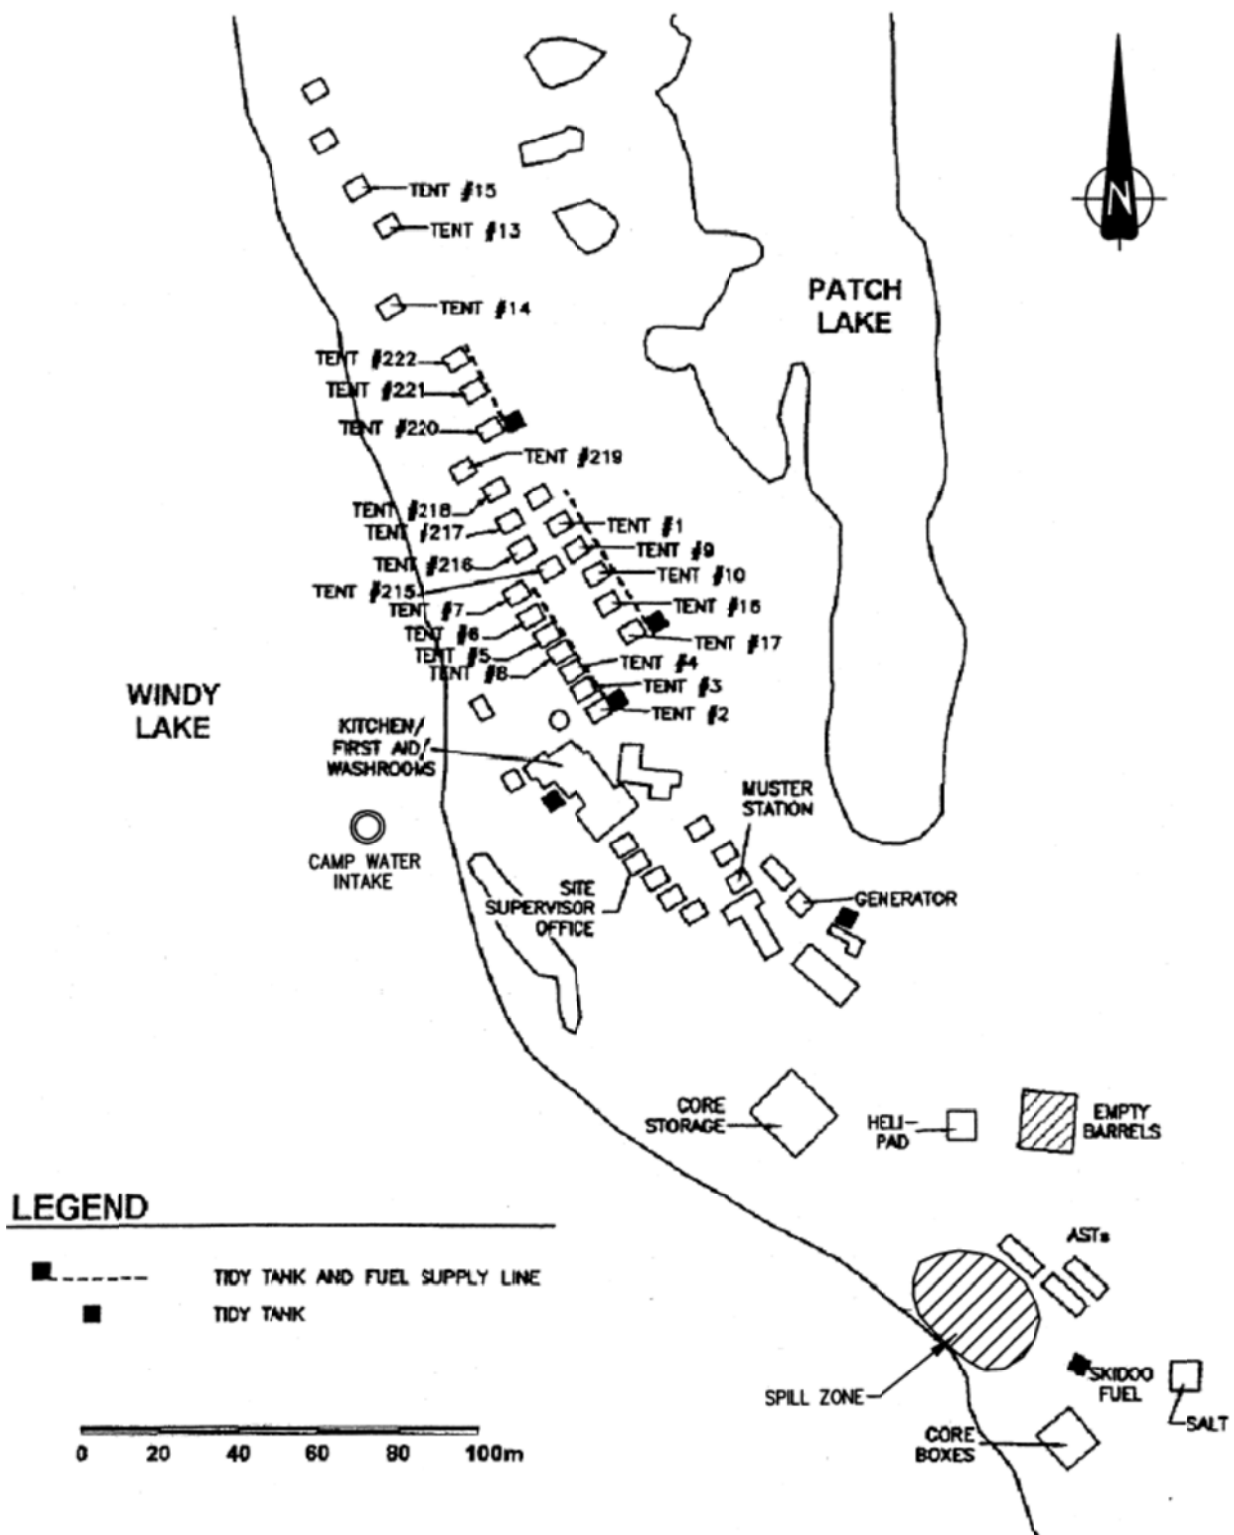 N
TENT #15
TENT #13
PATCH
LAKE
TENT #14
TENT #222
TENT #221
TENT #220
TENT #219
TENT #218
TENT #1
TENT #217
TENT #9
TENT #216
TENT #10
TENT #215
TENT #7
TENT #16
TENT #6
TENT #17
TENT #5
TENT #4
TENT #8
TENT #3
TENT #2
WINDY
LAKE
KITCHEN/
FIRST AID/
WASHROOMS
MUSTER
STATION
CAMP WATER
INTAKE
SITE
SUPERVISOR
OFFICE
GENERATOR
CORE
STORAGE
HELI-
PAD
EMPTY
BARRELS
LEGEND
ASTs
TIDY TANK AND FUEL SUPPLY LINE
TIDY TANK
SPILL ZONE
SKIDOO
FUEL
SALT
CORE
BOXES
0 20 40 60 80 100m